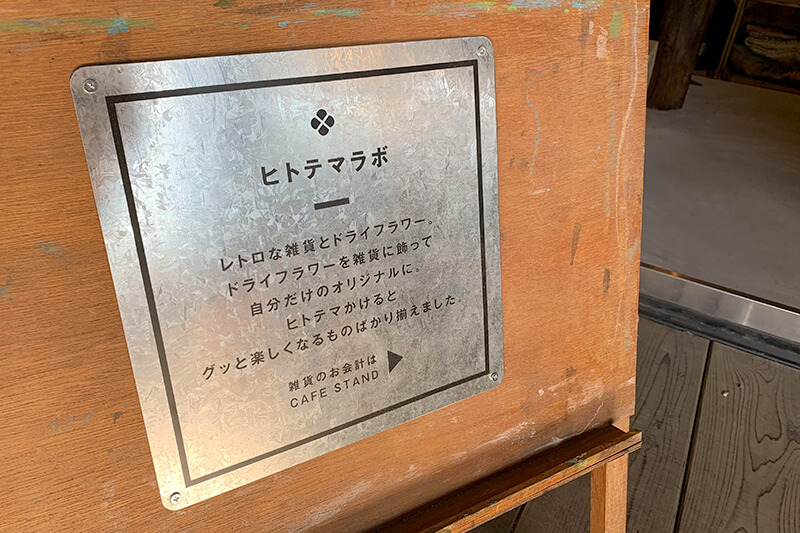 ヒトテマラボ
レトロな雑貨とドライフラワー。
ドライフラワーを雑貨に飾って
自分だけのオリジナルに。
ヒトテマかけると
グッと楽しくなるものばかり揃えました。
雑貨のお会計は
CAFE STAND